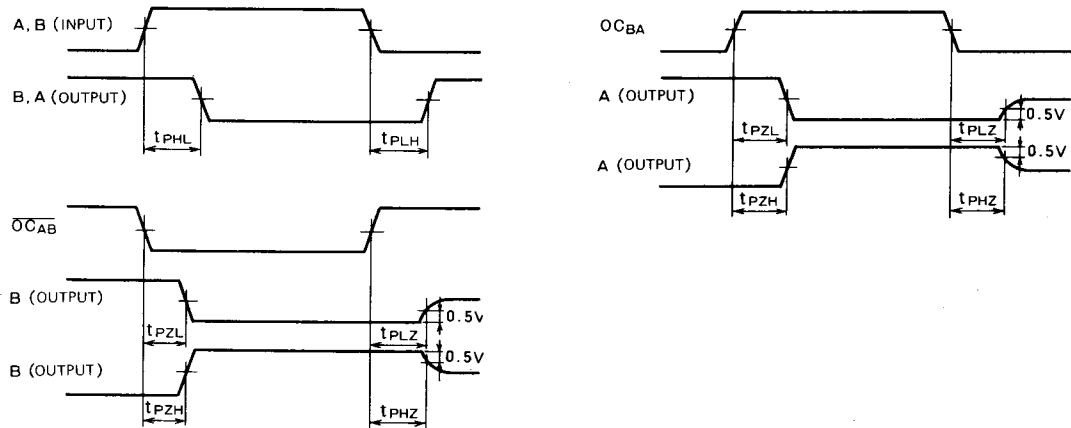 A, B (INPUT)
B, A (OUTPUT)
tPHL
tPLH
OCAB
B (OUTPUT)
0.5V
tPZL
tPLZ
0.5V
B (OUTPUT)
tPZH
tPHZ
OCBA
A (OUTPUT)
0.5V
tPZL
tPLZ
0.5V
A (OUTPUT)
tPZH
tPHZ